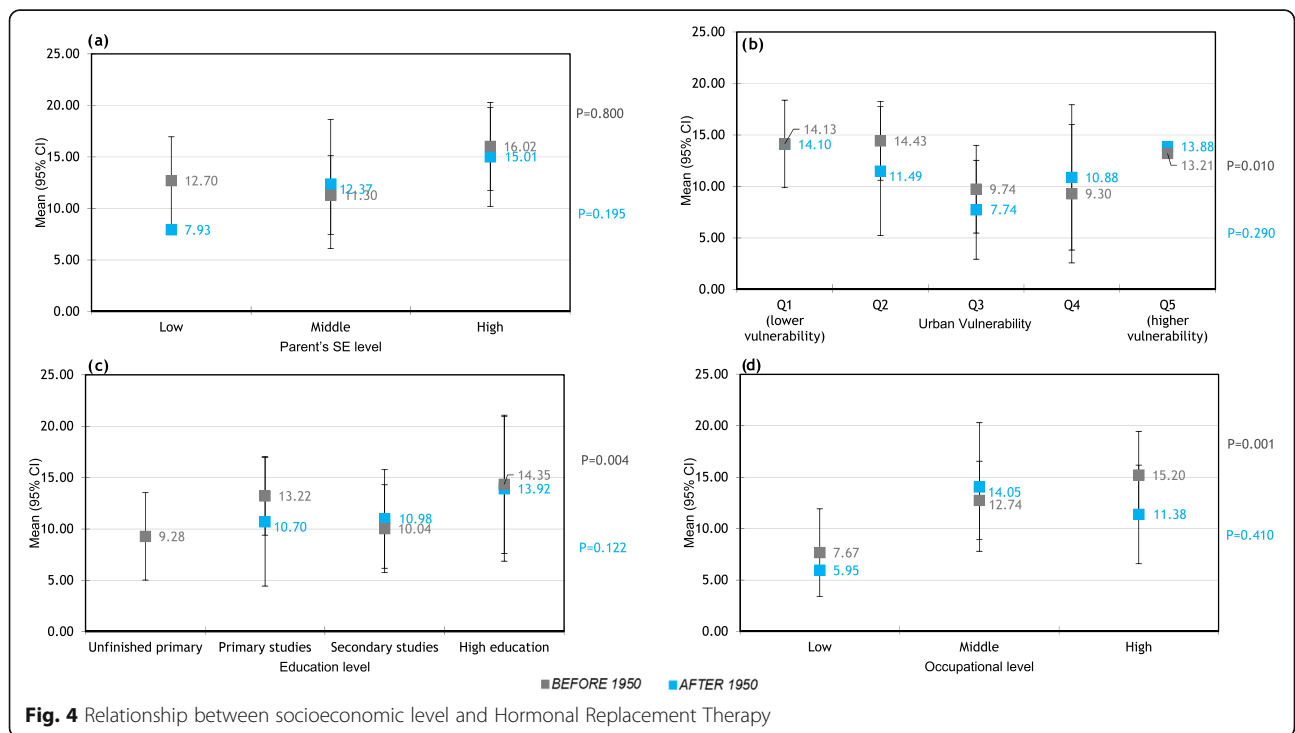 (a)
25.00
20.00
15.00
10.00
5.00
0.00
Mean (95% CI)
12.70
7.93
12.37
11.30
16.02
15.01
P=0.800
P=0.195
Low Middle High
Parent's SE level
(b)
25.00
20.00
15.00
10.00
5.00
0.00
Mean (95% CI)
14.13
14.10
14.43
11.49
9.74
7.74
10.88
9.30
13.88
13.21
P=0.010
P=0.290
Q1 Q2 Q3 Q4 Q5
(lower (higher
vulnerability) vulnerability)
Urban Vulnerability
(c)
25.00
20.00
15.00
10.00
5.00
0.00
Mean (95% CI)
9.28
13.22
10.70
10.98
10.04
14.35
13.92
P=0.004
P=0.122
Unfinished primary Primary studies Secondary studies High education
Education level
(d)
25.00
20.00
15.00
10.00
5.00
0.00
Mean (95% CI)
7.67
5.95
14.05
12.74
15.20
11.38
P=0.001
P=0.410
Low Middle High
Occupational level
BEFORE 1950 AFTER 1950
Fig. 4 Relationship between socioeconomic level and Hormonal Replacement Therapy